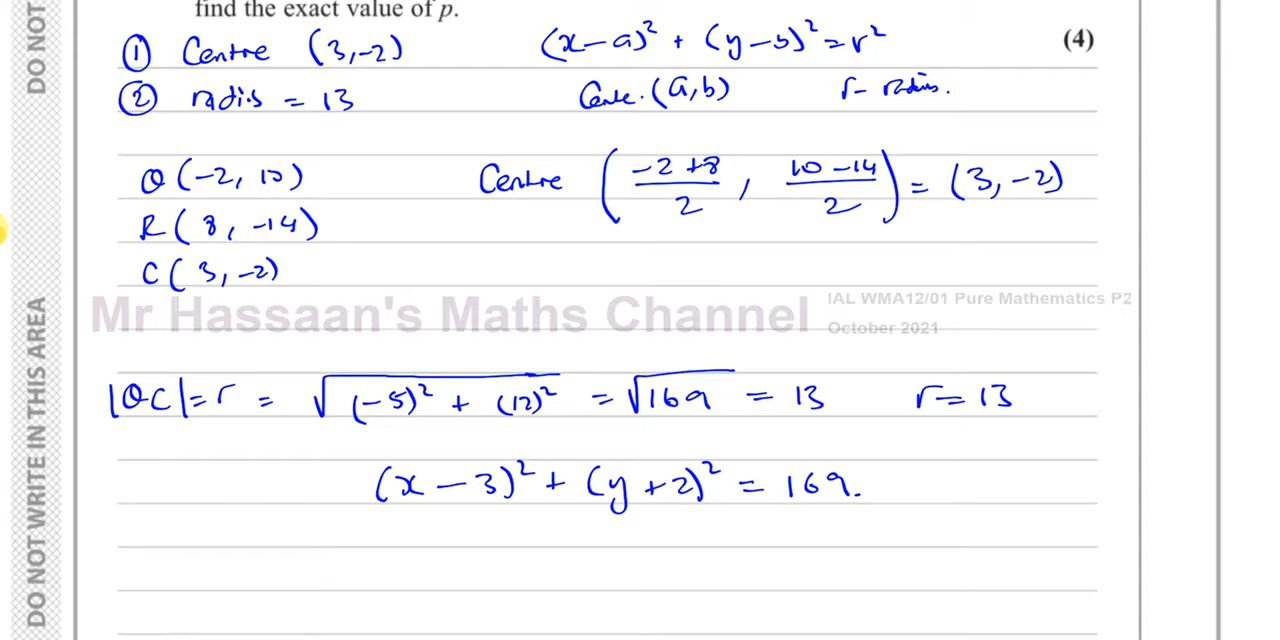 DO NOT
find the exact value of p.
(4)
① Centre (3,-2)
(x-a)² + (y-b)² = r²
② radius = 13
Cente. (a,b)
r- radius.
Q(-2, 10)
Centre ( (-2+8)/2 , (10-14)/2 ) = (3, -2)
R(8, -14)
C(3, -2)
Mr Hassaan's Maths Channel
IAL WMA12/01 Pure Mathematics P2
October 2021
|QC| = r = √((-5)² + (12)²) = √169 = 13
r = 13
(x-3)² + (y+2)² = 169.
DO NOT WRITE IN THIS AREA